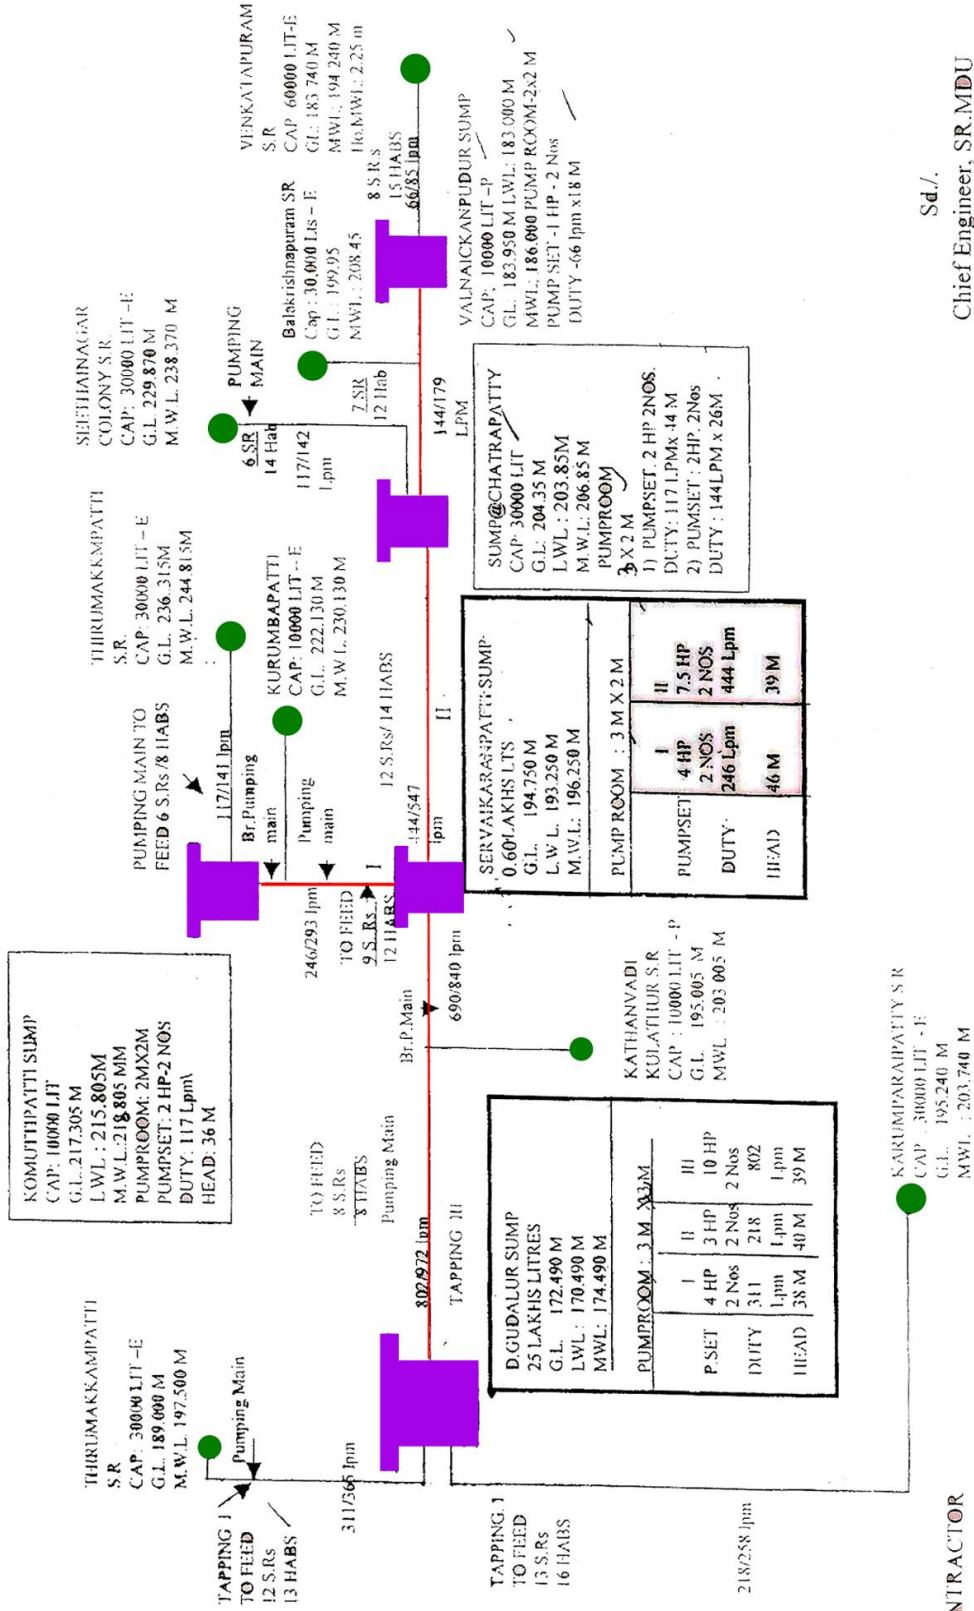 THIRUMAKKAMPATTI
S.R
CAP: 30000 LIT -E
G.L. 189.000 M
M.W.L. 197.500 M
Pumping Main
TAPPING 1
TO FEED
12 S.Rs
13 HABS
311/365 lpm
TAPPING.1
TO FEED
13 S.Rs
16 HABS
218/258 lpm
D.GUDALUR SUMP
25 LAKHS LITRES
G.L. 172.490 M
LWL : 170.490 M
MWL: 174.490 M
PUMPROOM : 3 M X3M
P.SET I II III
4 HP 3 HP 10 HP
2 Nos 2 Nos 2 Nos
DUTY 311 218 802
Lpm Lpm Lpm
HEAD 38 M 40 M 39 M
KARUMPARAIPATTY S R
CAP : 30000 LIT - E
G.L. 195.240 M
MWL : 203.740 M
802/972 lpm
TAPPING III
TO FEED
8 S.Rs
8 HABS
Pumping Main
KOMUTTIPATTI SUMP
CAP: 10000 LIT
G.L.217.305 M
LWL : 215.805M
M.W.L:218.805 MM
PUMPROOM: 2MX2M
PUMPSET: 2 HP-2 NOS
DUTY: 117 Lpm\
HEAD: 36 M
Br.P.Main
690/840 lpm
KATHANVADI
KULATHUR S.R
CAP : 10000 LIT - P
G.L. 195.005 M
MWL : 203 005 M
246/293 lpm
TO FEED
9 S. Rs
12 HABS
I
PUMPING MAIN TO
FEED 6 S.Rs /8 HABS
117/141 lpm
Br.Pumping
main
Pumping
main
THIRUMAKKMPATTI
S.R.
CAP: 30000 LIT - E
G.L. 236.315M
M.W.L. 244.815M
KURUMBAPATTI
CAP: 10000 LIT -- E
G.L. 222.130 M
M.W L. 230.130 M
12 S.Rs/ 14 HABS
444/547
lpm
II
SERVAIKARANPATTI SUMP
0.60 LAKHS LTS
G.L. 194.750 M
L.W L. 193.250 M
M.W.L: 196.250 M
PUMP ROOM : 3 M X 2 M
I II
PUMPSET 4 HP 7.5 HP
2 NOS 2 NOS
DUTY 246 Lpm 444 Lpm
HEAD 46 M 39 M
SEETHAINAGAR
COLONY S.R.
CAP: 30000 LIT -E
G.L. 229.870 M
M.W.L. 238.370 M
6 SR
14 Hab
PUMPING
MAIN
117/142
Lpm
Balakrishnapuram SR
Cap : 30,000 Lts - E
G.L : 199.95
MWL : 208.45
7 SR
12 Hab
144/179
LPM
SUMP@CHATRAPATTY
CAP: 30000 LIT
G.L: 204.35 M
LWL : 203.85M
M.W.L: 206.85 M
PUMPROOM
3 X 2 M
1) PUMPSET. 2 HP 2NOS.
DUTY: 117 LPMx 44 M
2) PUMSET : 2HP. 2Nos
DUTY : 144LPM x 26M
VENKATAPURAM
S.R
CAP 60000 LIT-E
GL: 183 740 M
MWL: 194 240 M
Ho.MWL: 2.25 m
8 S.R.s
15 HABS
66/85 lpm
VALNAICKANPUDUR SUMP
CAP: 10000 LIT -P
GL. 183.950 M LWL: 183.000 M
MWL: 186.000 PUMP ROOM-2x2 M
PUMP SET -1 HP - 2 Nos
DUTY -66 lpm x18 M
Sd./.
Chief Engineer, SR.MDU
NTRACTOR